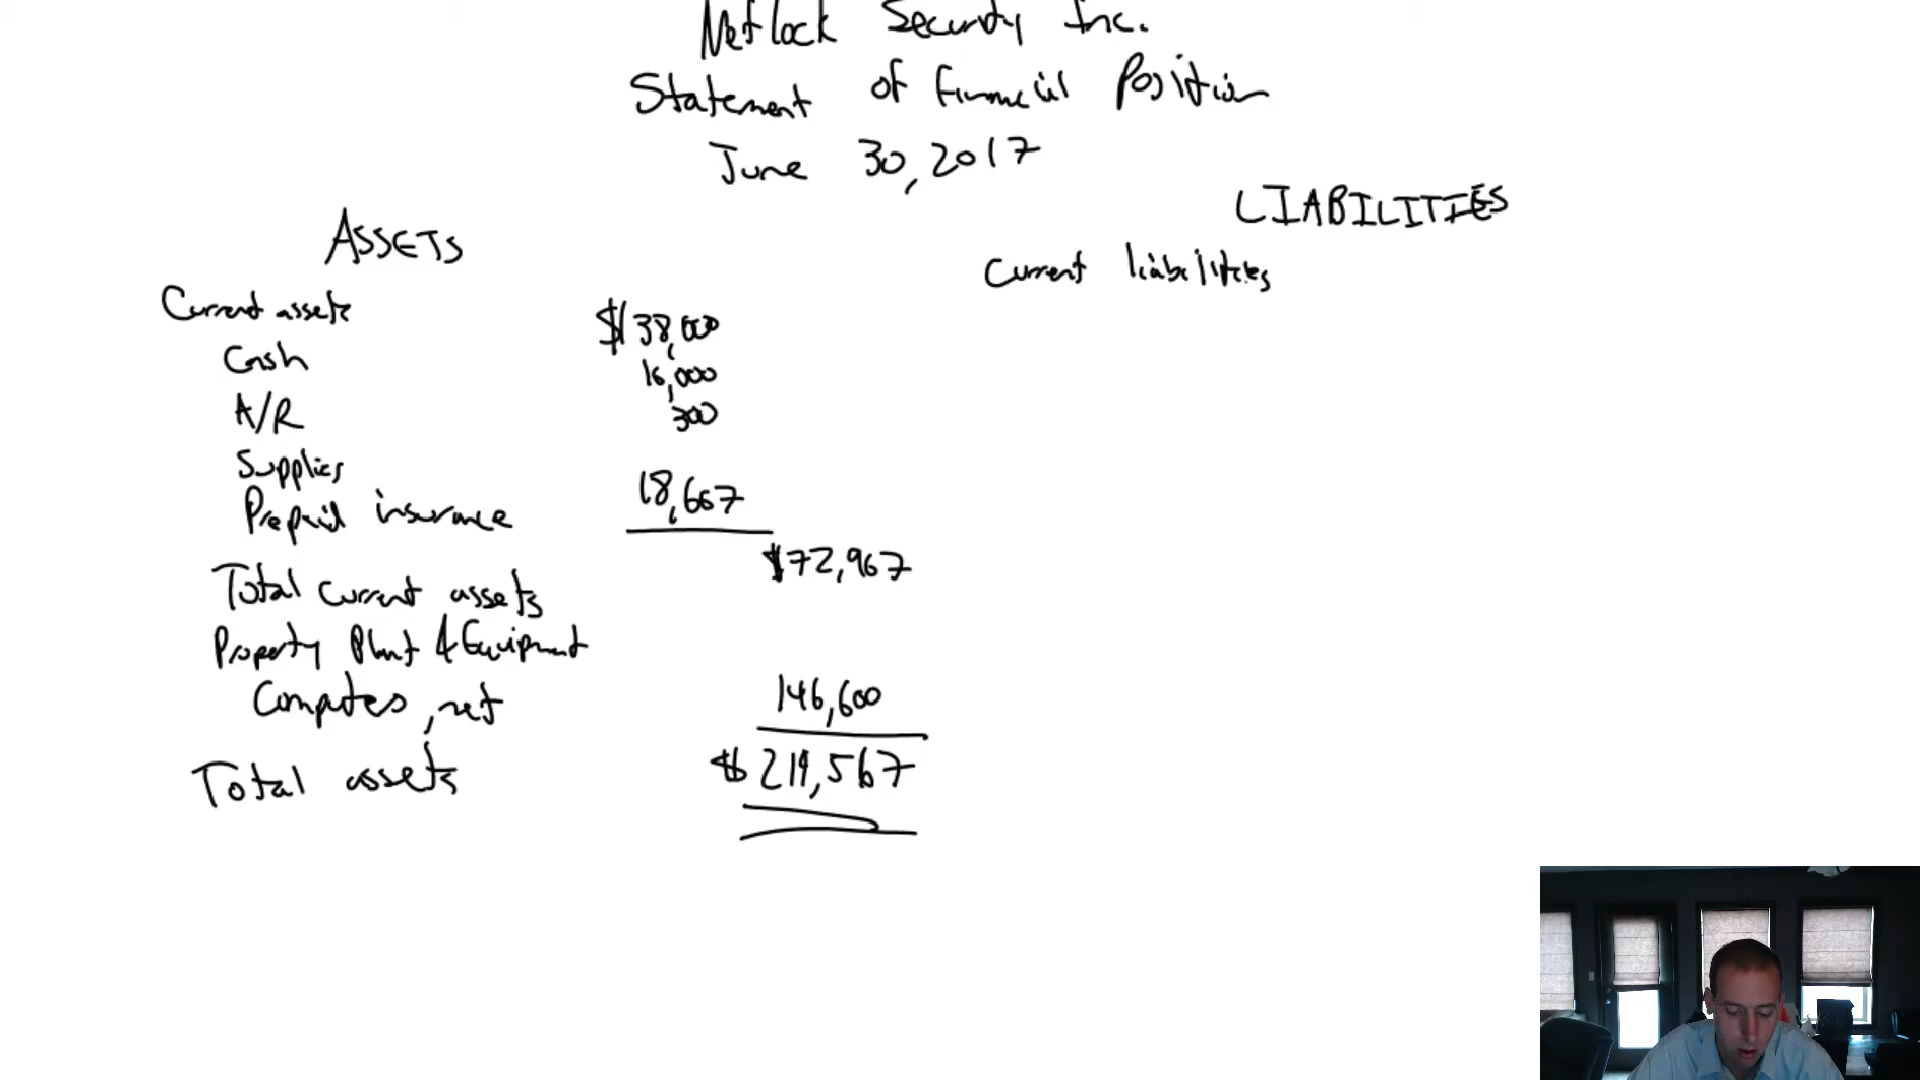 Netlock Security Inc.
Statement of Financial Position
June 30, 2017
ASSETS
Current assets
Cash $38,000
A/R 16,000
Supplies 300
Prepaid insurance 18,667
Total current assets $72,967
Property Plant & Equipment
Computers, net 146,600
Total assets $219,567
LIABILITIES
Current liabilities